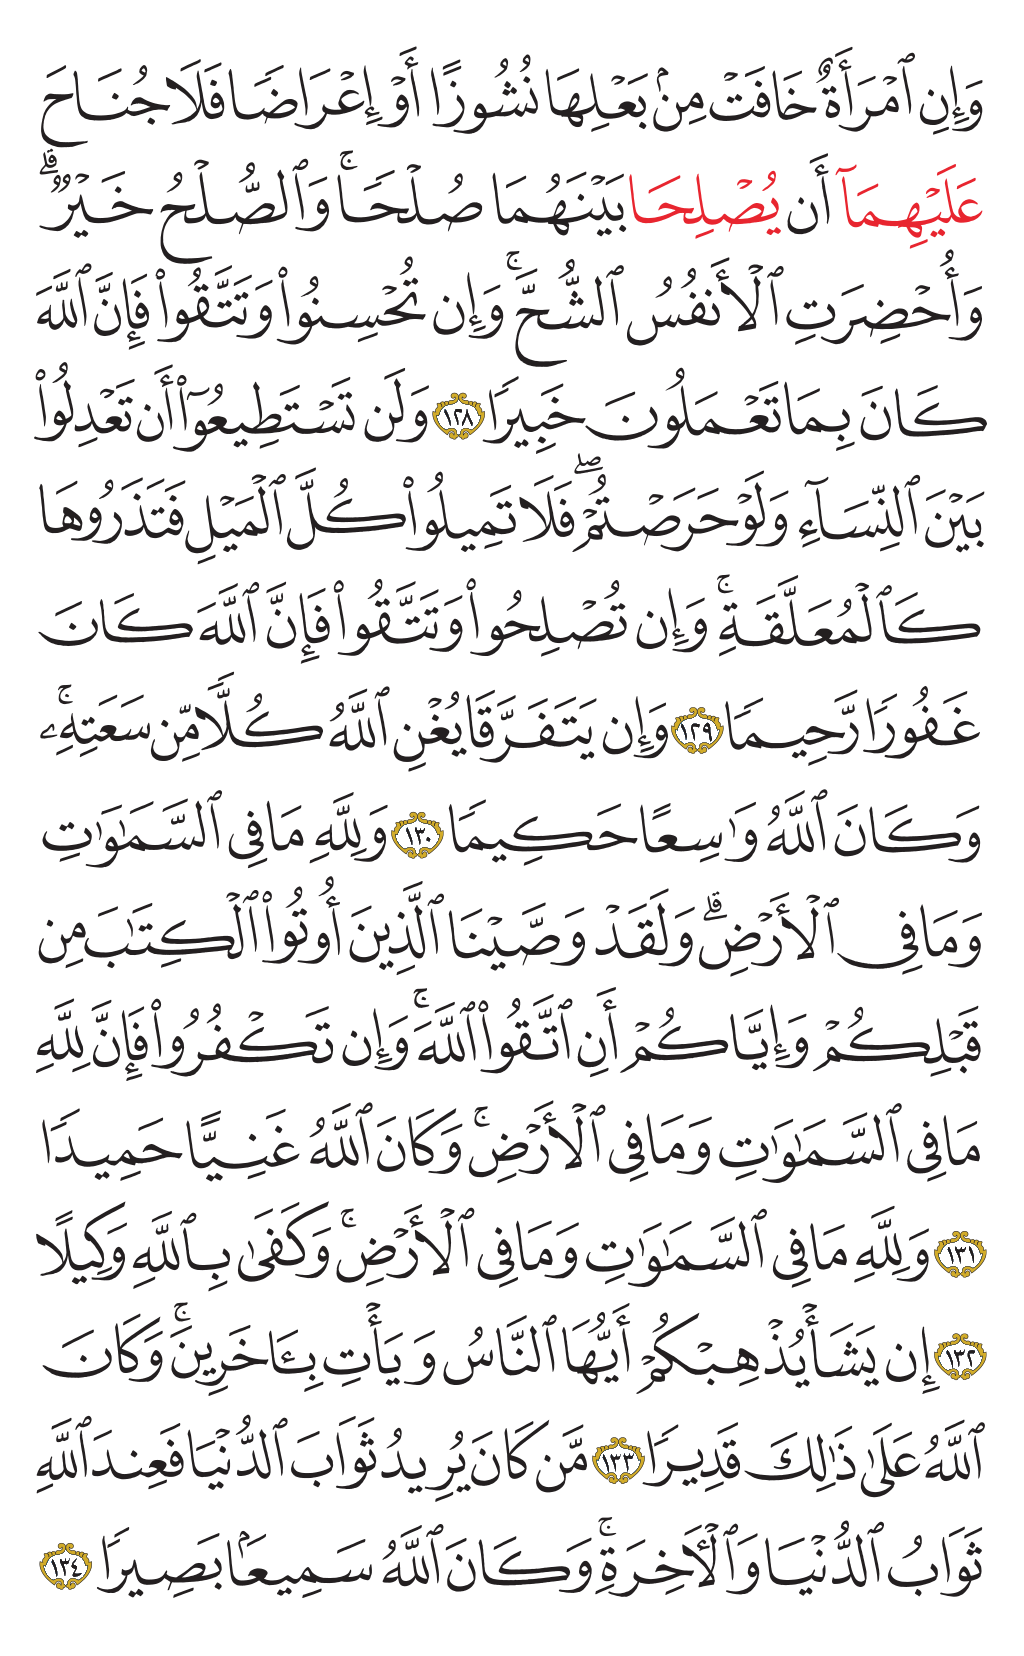 وَإِنِ ٱمْرَأَةٌ خَافَتْ مِنۢ بَعْلِهَا نُشُوزًا أَوْ إِعْرَاضًا فَلَا جُنَاحَ
عَلَيْهِمَآ أَن يُصْلِحَا بَيْنَهُمَا صُلْحًاۚ وَٱلصُّلْحُ خَيْرٌۗ
وَأُحْضِرَتِ ٱلْأَنفُسُ ٱلشُّحَّۚ وَإِن تُحْسِنُوا۟ وَتَتَّقُوا۟ فَإِنَّ ٱللَّهَ
كَانَ بِمَا تَعْمَلُونَ خَبِيرًا ١٢٨ وَلَن تَسْتَطِيعُوٓا۟ أَن تَعْدِلُوا۟
بَيْنَ ٱلنِّسَآءِ وَلَوْ حَرَصْتُمْۖ فَلَا تَمِيلُوا۟ كُلَّ ٱلْمَيْلِ فَتَذَرُوهَا
كَٱلْمُعَلَّقَةِۚ وَإِن تُصْلِحُوا۟ وَتَتَّقُوا۟ فَإِنَّ ٱللَّهَ كَانَ
غَفُورًا رَّحِيمًا ١٢٩ وَإِن يَتَفَرَّقَا يُغْنِ ٱللَّهُ كُلًّا مِّن سَعَتِهِۦۚ
وَكَانَ ٱللَّهُ وَٰسِعًا حَكِيمًا ١٣٠ وَلِلَّهِ مَا فِي ٱلسَّمَٰوَٰتِ
وَمَا فِي ٱلْأَرْضِۗ وَلَقَدْ وَصَّيْنَا ٱلَّذِينَ أُوتُوا۟ ٱلْكِتَٰبَ مِن
قَبْلِكُمْ وَإِيَّاكُمْ أَنِ ٱتَّقُوا۟ ٱللَّهَۚ وَإِن تَكْفُرُوا۟ فَإِنَّ لِلَّهِ
مَا فِي ٱلسَّمَٰوَٰتِ وَمَا فِي ٱلْأَرْضِۚ وَكَانَ ٱللَّهُ غَنِيًّا حَمِيدًا
١٣١ وَلِلَّهِ مَا فِي ٱلسَّمَٰوَٰتِ وَمَا فِي ٱلْأَرْضِۚ وَكَفَىٰ بِٱللَّهِ وَكِيلًا
١٣٢ إِن يَشَأْ يُذْهِبْكُمْ أَيُّهَا ٱلنَّاسُ وَيَأْتِ بِـَٔاخَرِينَۚ وَكَانَ
ٱللَّهُ عَلَىٰ ذَٰلِكَ قَدِيرًا ١٣٣ مَّن كَانَ يُرِيدُ ثَوَابَ ٱلدُّنْيَا فَعِندَ ٱللَّهِ
ثَوَابُ ٱلدُّنْيَا وَٱلْـَٔاخِرَةِۚ وَكَانَ ٱللَّهُ سَمِيعًۢا بَصِيرًا ١٣٤